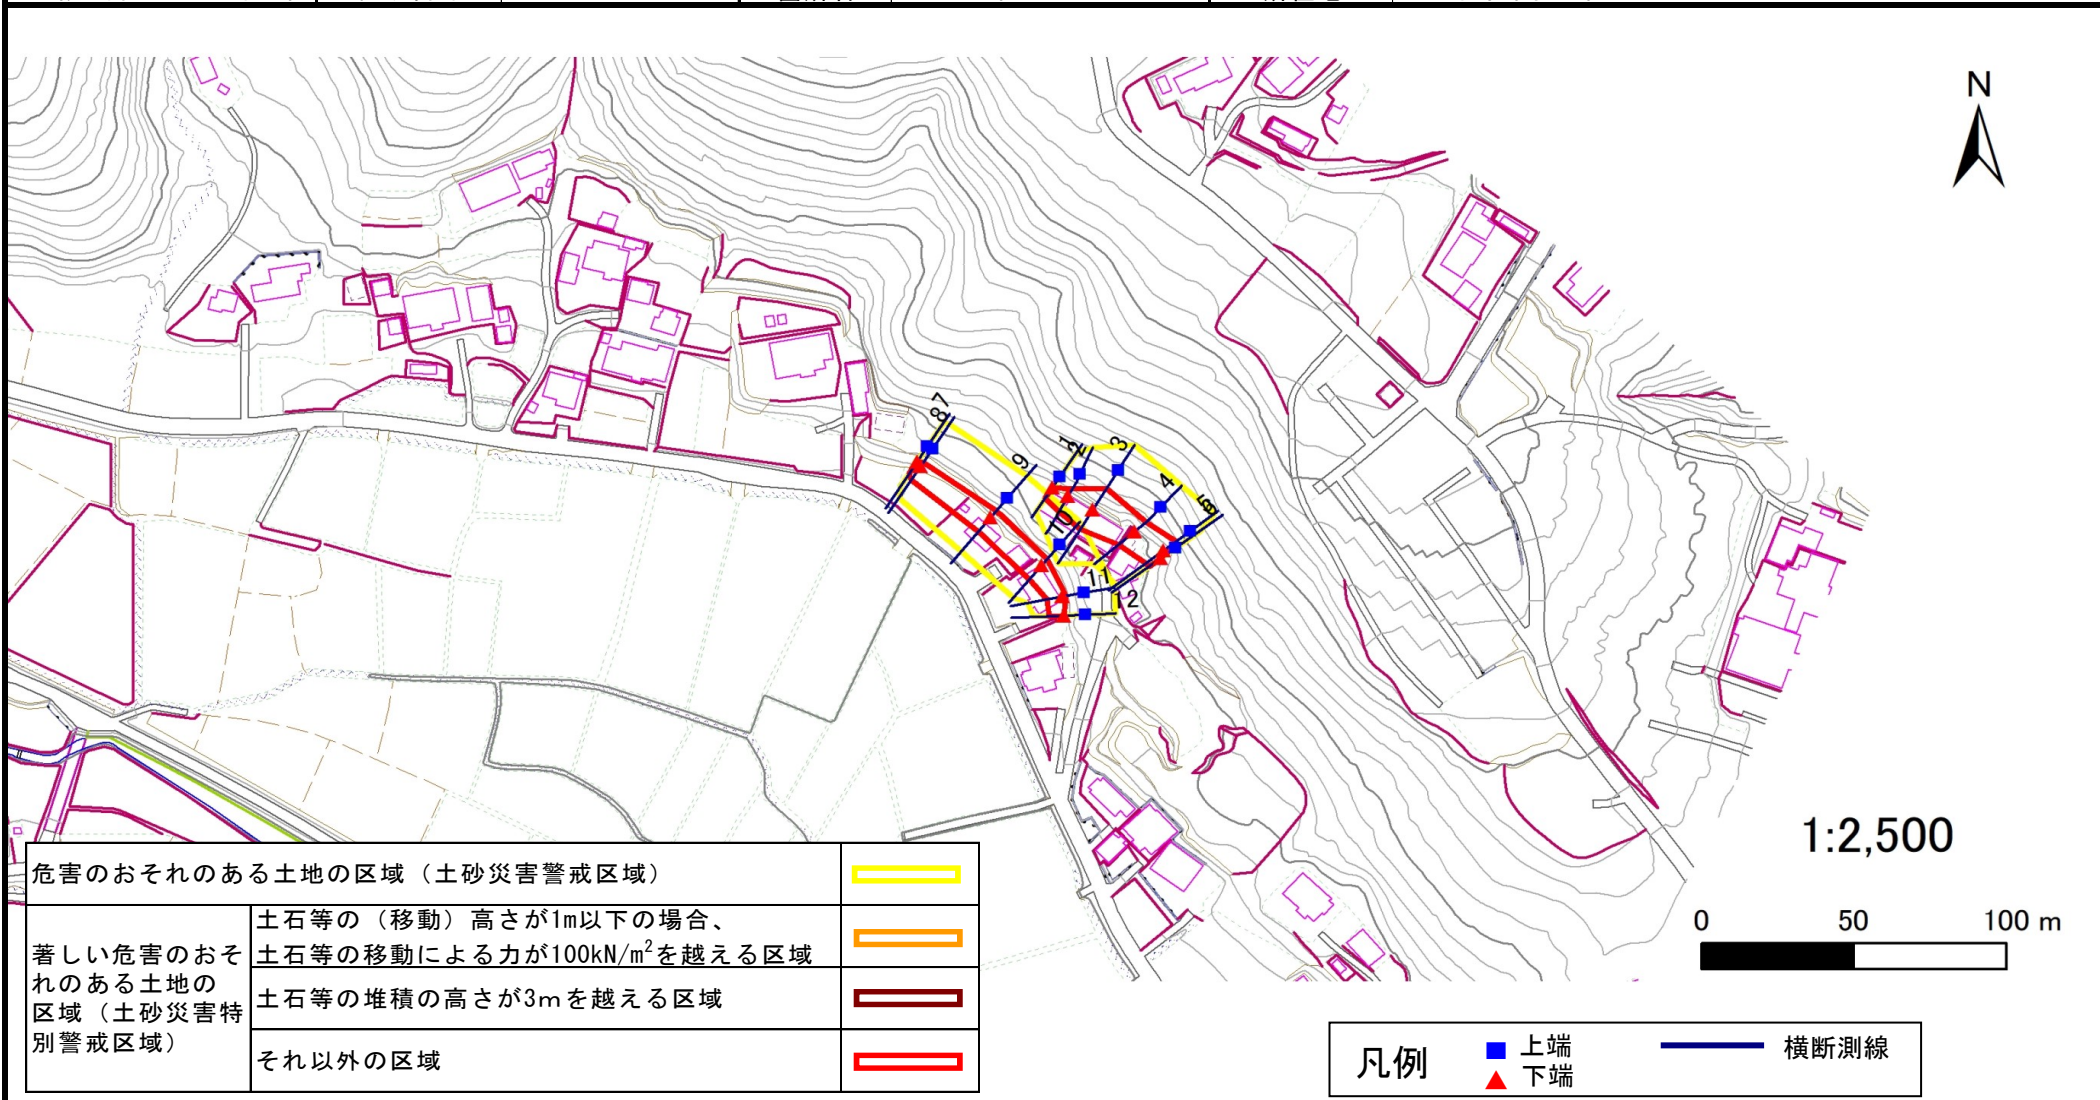 N
8
7
9
1
2
3
4
6
5
10
11
12
1:2,500
0 50 100 m
危害のおそれのある土地の区域（土砂災害警戒区域）
著しい危害のおそ
れのある土地の
区域（土砂災害特
別警戒区域）
土石等の（移動）高さが1m以下の場合、
土石等の移動による力が100kN/m²を越える区域
土石等の堆積の高さが3mを越える区域
それ以外の区域
凡例
上端
下端
横断測線